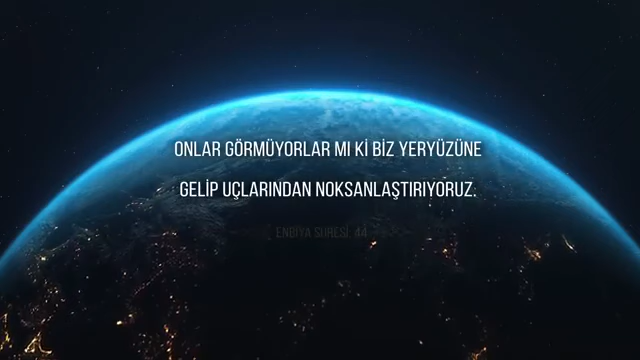 ONLAR GÖRMÜYORLAR MI Kİ BİZ YERYÜZÜNE
GELİP UÇLARINDAN NOKSANLAŞTIRIYORUZ.
ENBİYA SURESİ, 44